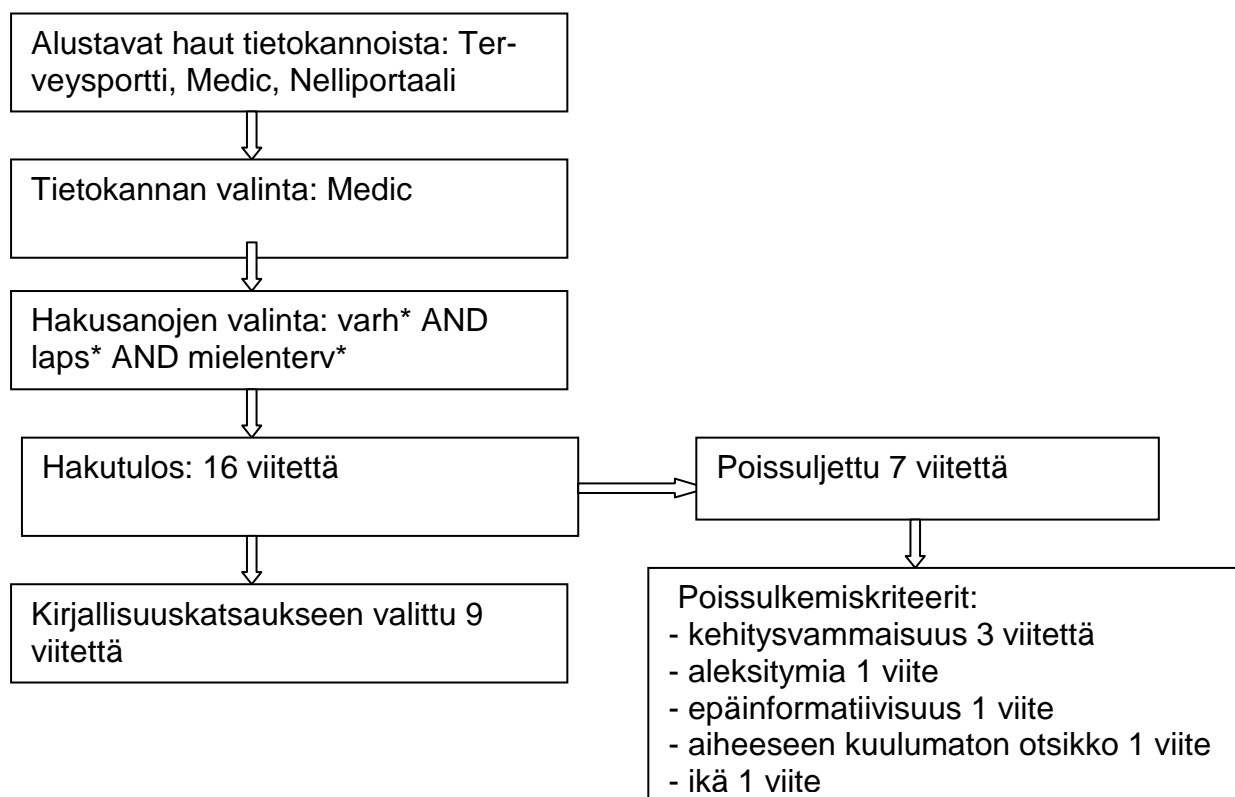 Alustavat haut tietokannoista: Ter-
veysportti, Medic, Nelliportaali
Tietokannan valinta: Medic
Hakusanojen valinta: varh* AND
laps* AND mielenterv*
Hakutulos: 16 viitettä
Poissuljettu 7 viitettä
Kirjallisuuskatsaukseen valittu 9
viitettä
Poissulkemiskriteerit:
- kehitysvammaisuus 3 viitettä
- aleksitymia 1 viite
- epäinformatiivisuus 1 viite
- aiheeseen kuulumaton otsikko 1 viite
- ikä 1 viite